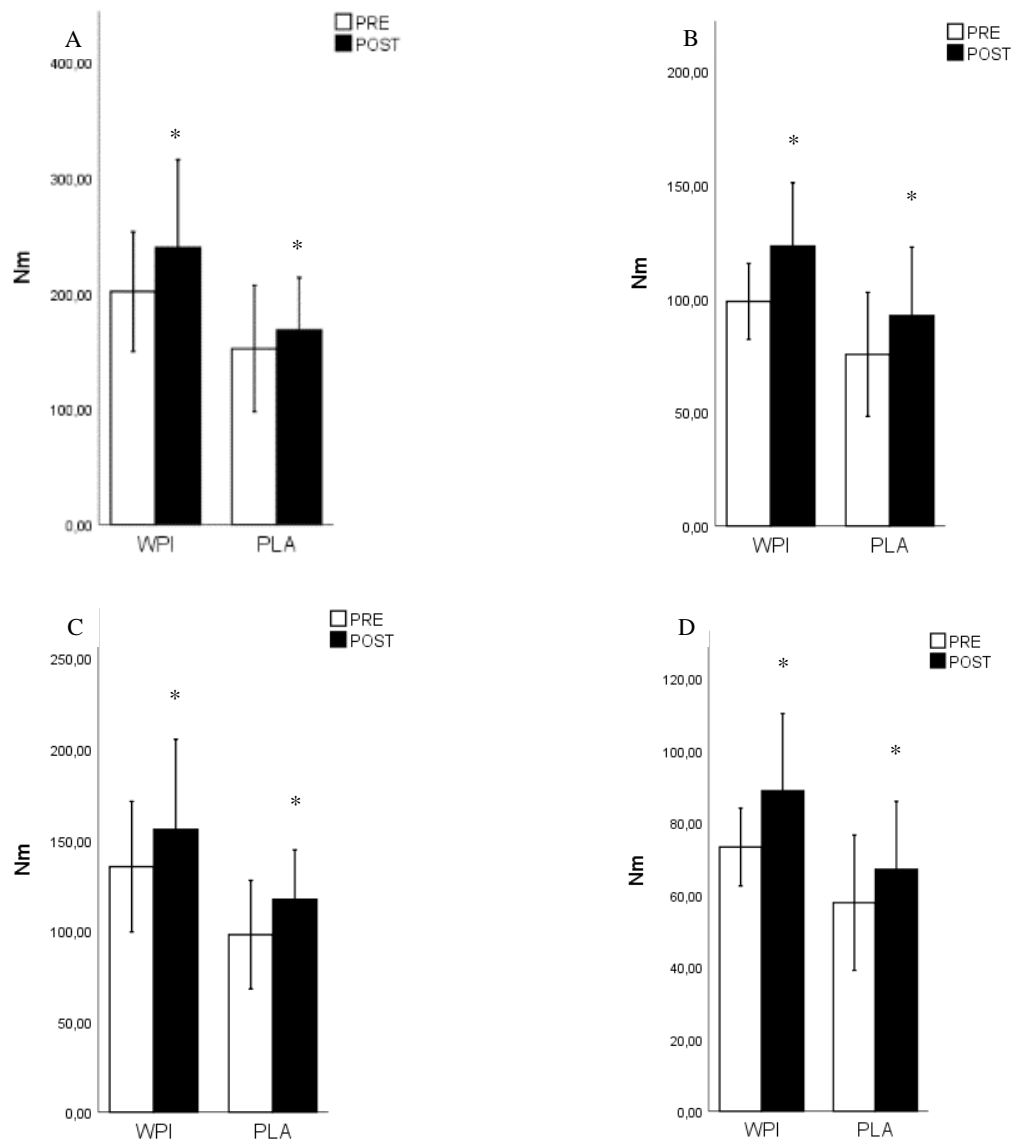 A
PRE
POST
400,00
300,00
200,00
100,00
0,00
Nm
*
*
WPI PLA
B
PRE
POST
200,00
150,00
100,00
50,00
0,00
Nm
*
*
WPI PLA
C
PRE
POST
250,00
200,00
150,00
100,00
50,00
0,00
Nm
*
*
WPI PLA
D
PRE
POST
120,00
100,00
80,00
60,00
40,00
20,00
0,00
Nm
*
*
WPI PLA